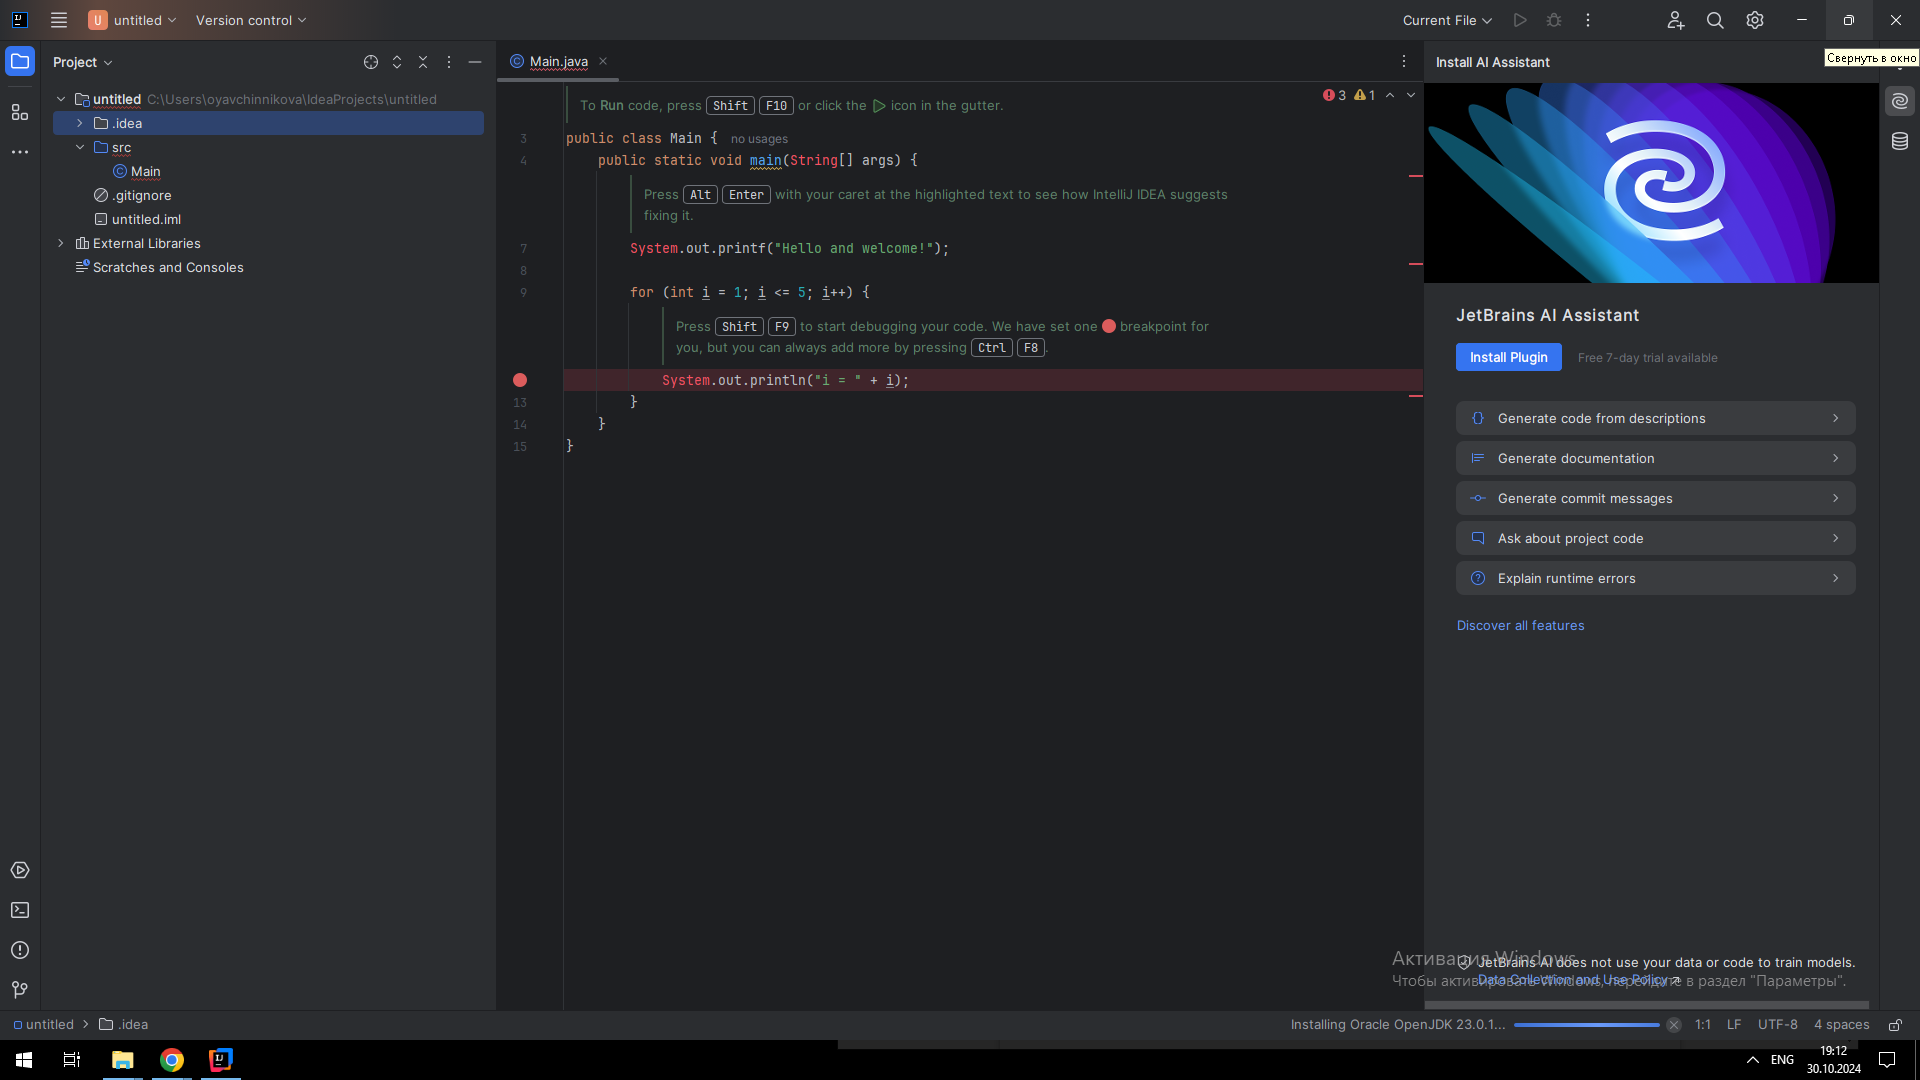 U untitled Version control Current File
Свернуть в окно
Project
untitled C:\Users\oyavchinnikova\IdeaProjects\untitled
.idea
src
Main
.gitignore
untitled.iml
External Libraries
Scratches and Consoles
Main.java
3 1
To Run code, press Shift F10 or click the icon in the gutter.
3 public class Main { no usages
4 public static void main(String[] args) {
Press Alt Enter with your caret at the highlighted text to see how IntelliJ IDEA suggests
fixing it.
7 System.out.printf("Hello and welcome!");
8
9 for (int i = 1; i <= 5; i++) {
Press Shift F9 to start debugging your code. We have set one breakpoint for
you, but you can always add more by pressing Ctrl F8.
System.out.println("i = " + i);
13 }
14 }
15 }
Install AI Assistant
JetBrains AI Assistant
Install Plugin Free 7-day trial available
Generate code from descriptions
Generate documentation
Generate commit messages
Ask about project code
Explain runtime errors
Discover all features
Активация Windows
JetBrains AI does not use your data or code to train models.
Data Collection and Use Policy
Чтобы активировать Windows, перейдите в раздел "Параметры".
untitled .idea
Installing Oracle OpenJDK 23.0.1... 1:1 LF UTF-8 4 spaces
ENG 19:12
30.10.2024